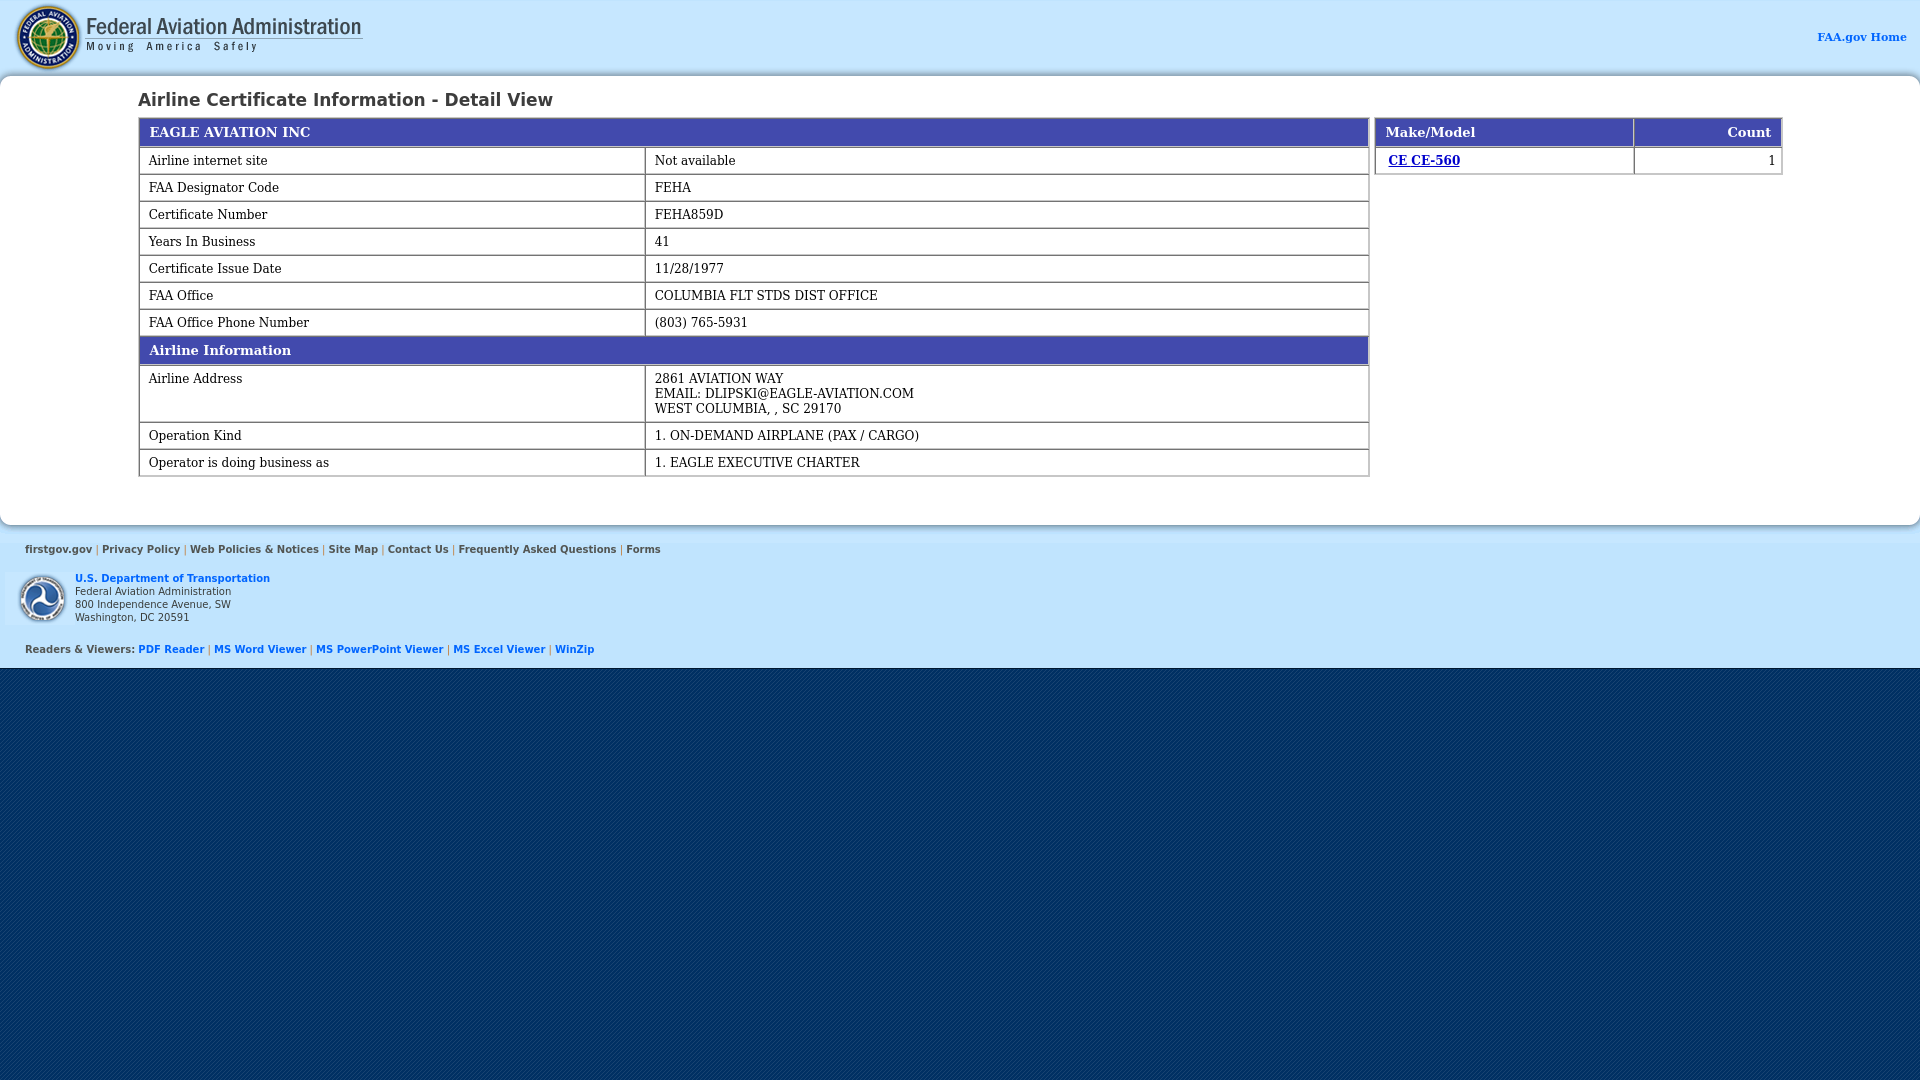 Federal Aviation Administration
Moving America Safely
FAA.gov Home
Airline Certificate Information - Detail View
EAGLE AVIATION INC
Airline internet site Not available
FAA Designator Code FEHA
Certificate Number FEHA859D
Years In Business 41
Certificate Issue Date 11/28/1977
FAA Office COLUMBIA FLT STDS DIST OFFICE
FAA Office Phone Number (803) 765-5931
Airline Information
Airline Address 2861 AVIATION WAY
EMAIL: DLIPSKI@EAGLE-AVIATION.COM
WEST COLUMBIA, , SC 29170
Operation Kind 1. ON-DEMAND AIRPLANE (PAX / CARGO)
Operator is doing business as 1. EAGLE EXECUTIVE CHARTER
Make/Model Count
CE CE-560 1
firstgov.gov | Privacy Policy | Web Policies & Notices | Site Map | Contact Us | Frequently Asked Questions | Forms
U.S. Department of Transportation
Federal Aviation Administration
800 Independence Avenue, SW
Washington, DC 20591
Readers & Viewers: PDF Reader | MS Word Viewer | MS PowerPoint Viewer | MS Excel Viewer | WinZip